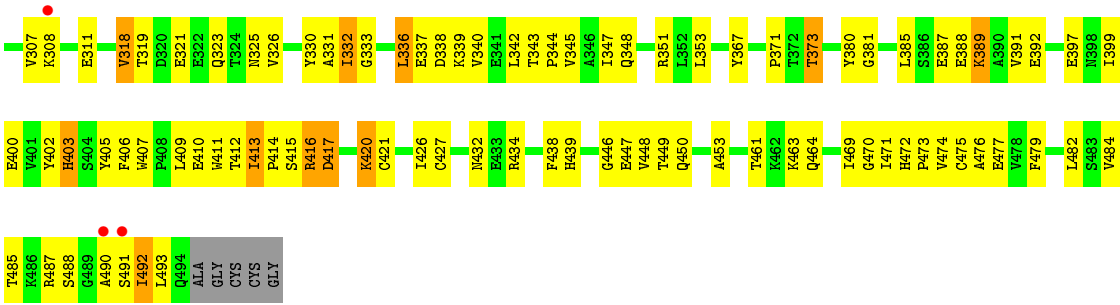 V307 K308 E311 V318 T319 D320 E321 E322 Q323 T324 N325 V326 Y330 A331 I332 G333 L336 E337 D338 K339 V340 E341 L342 T343 P344 V345 A346 I347 Q348 R351 L352 L353 Y367 P371 T372 T373 Y380 G381 L385 S386 E387 E388 K389 A390 V391 E392 E397 N398 I399
E400 V401 Y402 H403 S404 Y405 F406 W407 P408 L409 E410 W411 T412 I413 P414 S415 R416 D417 K420 C421 I426 C427 N432 E433 R434 F438 H439 G446 E447 V448 T449 Q450 A453 T461 K462 K463 Q464 I469 G470 I471 H472 P473 V474 C475 A476 E477 V478 F479 L482 S483 V484
T485 K486 R487 S488 G489 A490 S491 I492 L493 Q494 ALA GLY CYS CYS GLY